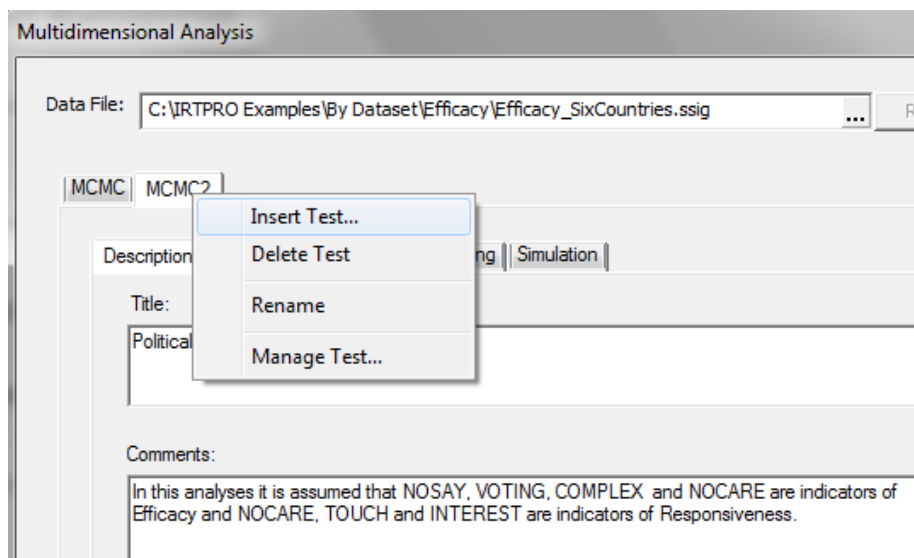 Multidimensional Analysis
Data File: C:\IRTPRO Examples\By Dataset\Efficacy\Efficacy_SixCountries.ssig ...
MCMC MCMC2
Insert Test...
Description ng Simulation
Delete Test
Title:
Rename
Political
Manage Test...
Comments:
In this analyses it is assumed that NOSAY, VOTING, COMPLEX and NOCARE are indicators of
Efficacy and NOCARE, TOUCH and INTEREST are indicators of Responsiveness.